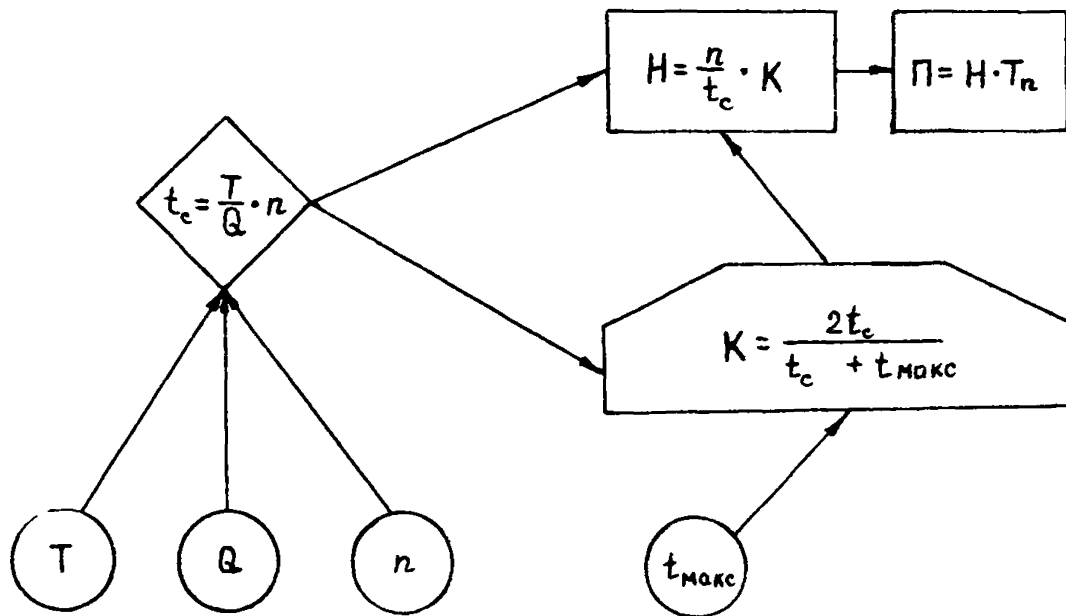 H = n/t_c · K
П = H·T_n
t_c = T/Q · n
K = 2t_c / t_c + t_макс
T
Q
n
t_макс